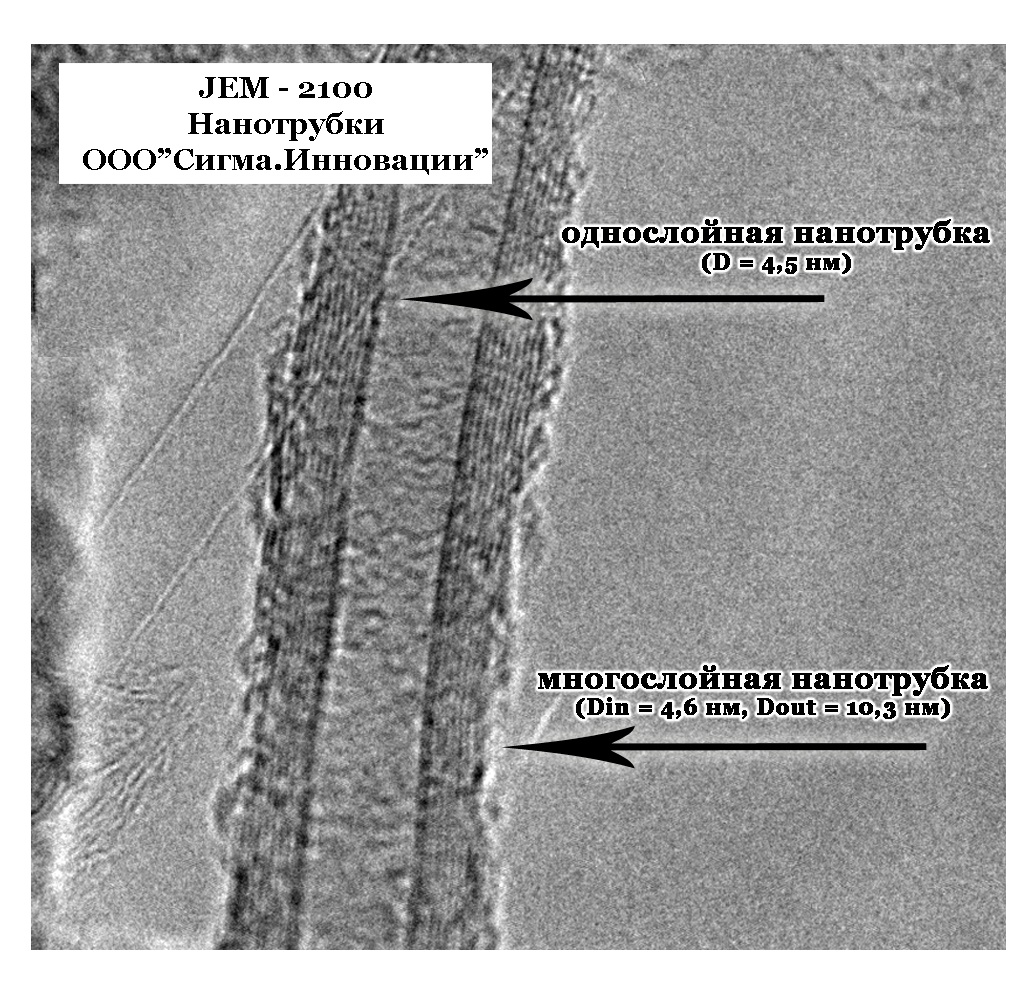 JEM - 2100
Нанотрубки
ООО”Сигма.Инновации”
однослойная нанотрубка
(D = 4,5 нм)
многослойная нанотрубка
(Din = 4,6 нм, Dout = 10,3 нм)